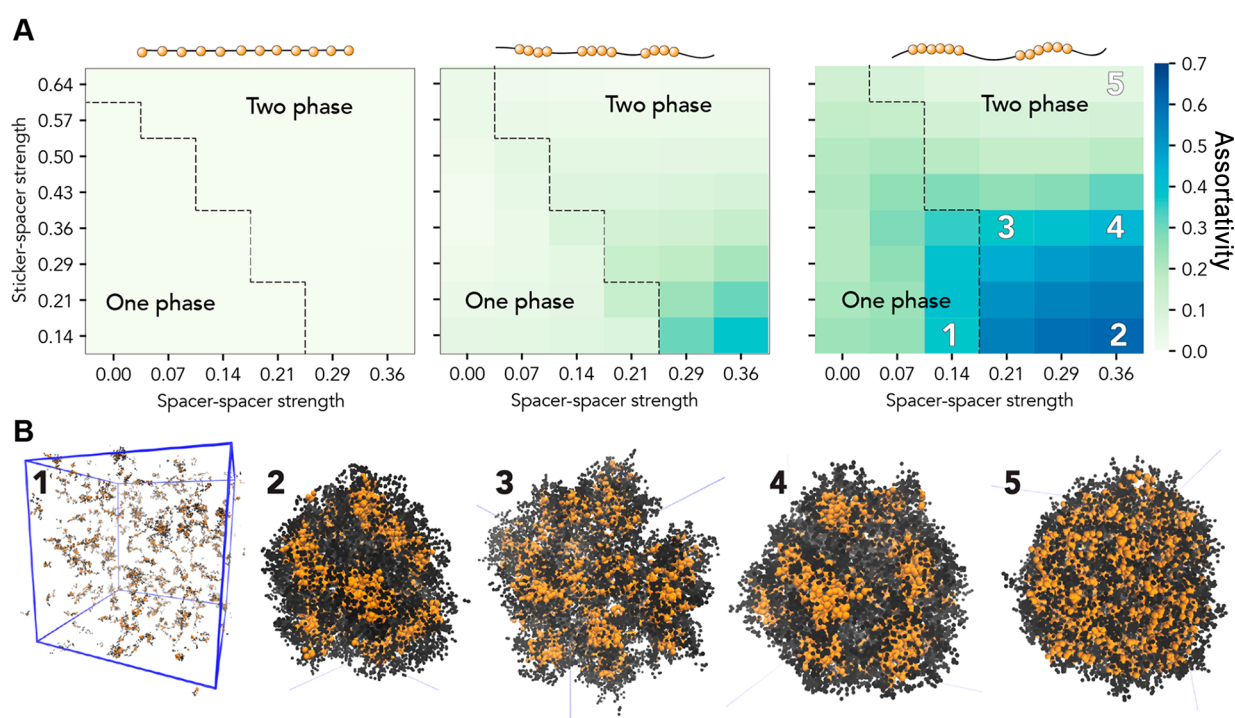 A
Sticker-spacer strength
0.64
0.57
0.50
0.43
0.36
0.29
0.21
0.14
Two phase
One phase
0.00 0.07 0.14 0.21 0.29 0.36
Spacer-spacer strength
Two phase
One phase
0.00 0.07 0.14 0.21 0.29 0.36
Spacer-spacer strength
5
Two phase
3 4
One phase
1 2
0.00 0.07 0.14 0.21 0.29 0.36
Spacer-spacer strength
0.7
0.6
0.5
0.4
0.3
0.2
0.1
0.0
Assortativity
B
1 2 3 4 5